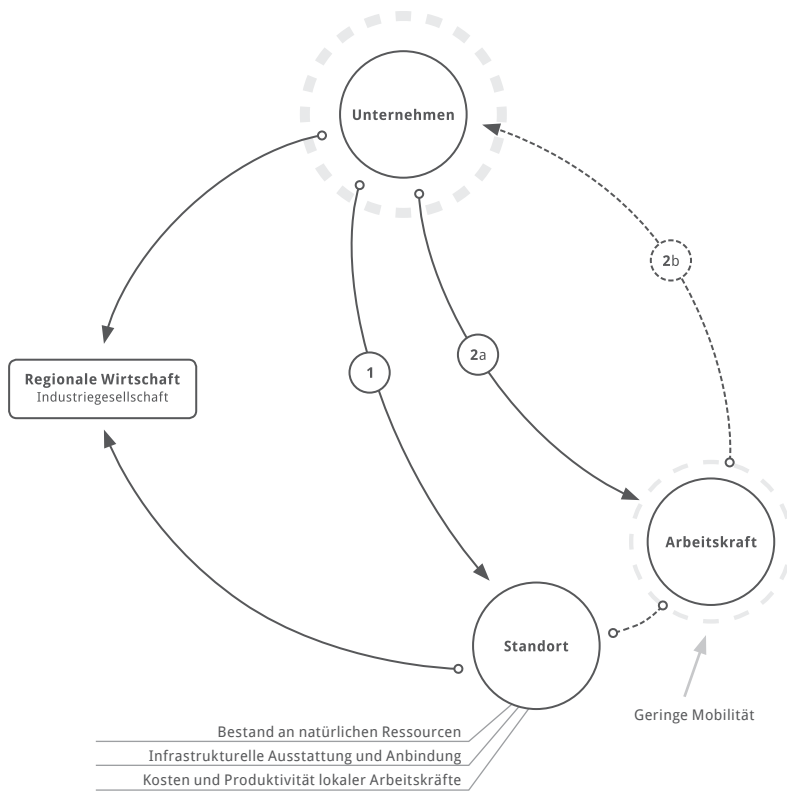 Unternehmen
2b
2a
1
Regionale Wirtschaft
Industriegesellschaft
Arbeitskraft
Standort
Geringe Mobilität
Bestand an natürlichen Ressourcen
Infrastrukturelle Ausstattung und Anbindung
Kosten und Produktivität lokaler Arbeitskräfte